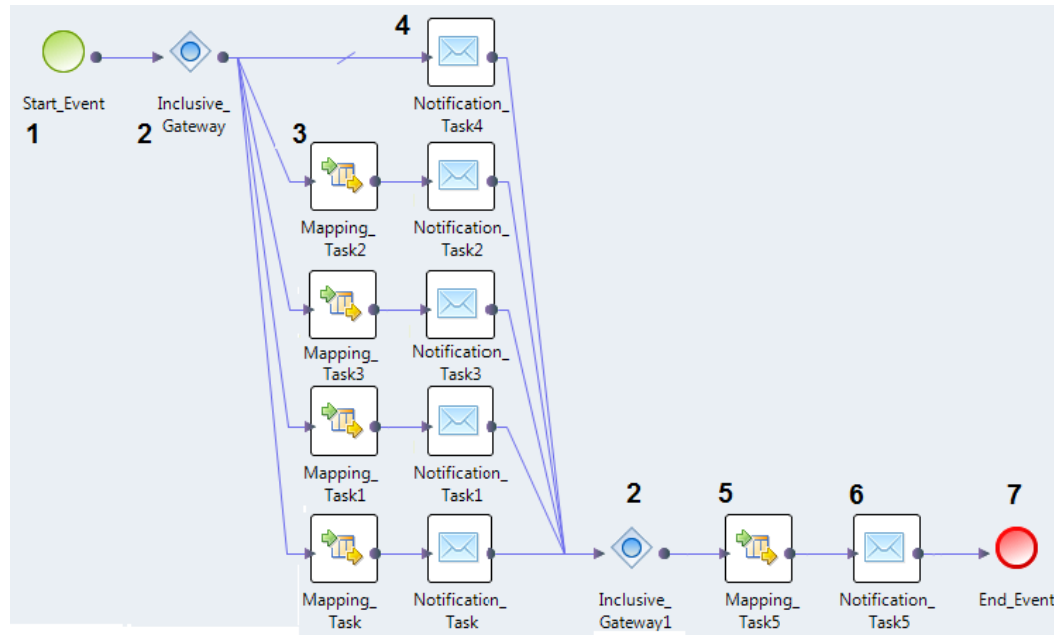 4
Start_Event
1
Inclusive_
Gateway
2
Notification_
Task4
3
Mapping_
Task2
Notification_
Task2
Mapping_
Task3
Notification_
Task3
Mapping_
Task1
Notification_
Task1
Mapping_
Task
Notification_
Task
2
Inclusive_
Gateway1
5
Mapping_
Task5
6
Notification_
Task5
7
End_Event